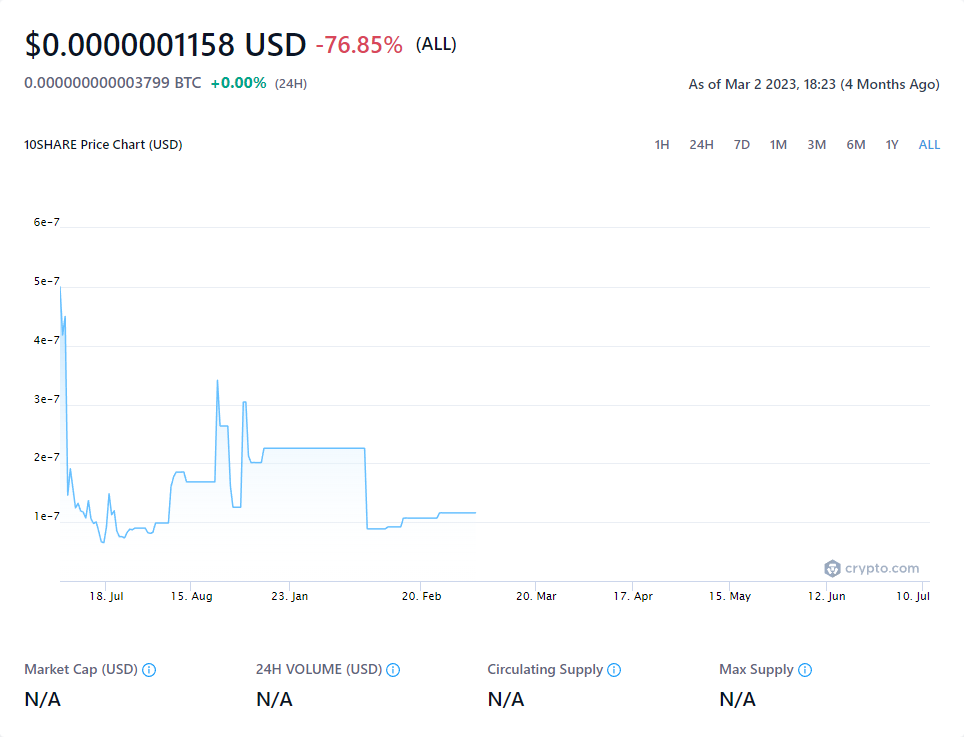 $0.0000001158 USD -76.85% (ALL)
0.000000000003799 BTC +0.00% (24H)
As of Mar 2 2023, 18:23 (4 Months Ago)
10SHARE Price Chart (USD)
1H 24H 7D 1M 3M 6M 1Y ALL
6e-7
5e-7
4e-7
3e-7
2e-7
1e-7
crypto.com
18. Jul 15. Aug 23. Jan 20. Feb 20. Mar 17. Apr 15. May 12. Jun 10. Jul
Market Cap (USD) 24H VOLUME (USD) Circulating Supply Max Supply
N/A N/A N/A N/A